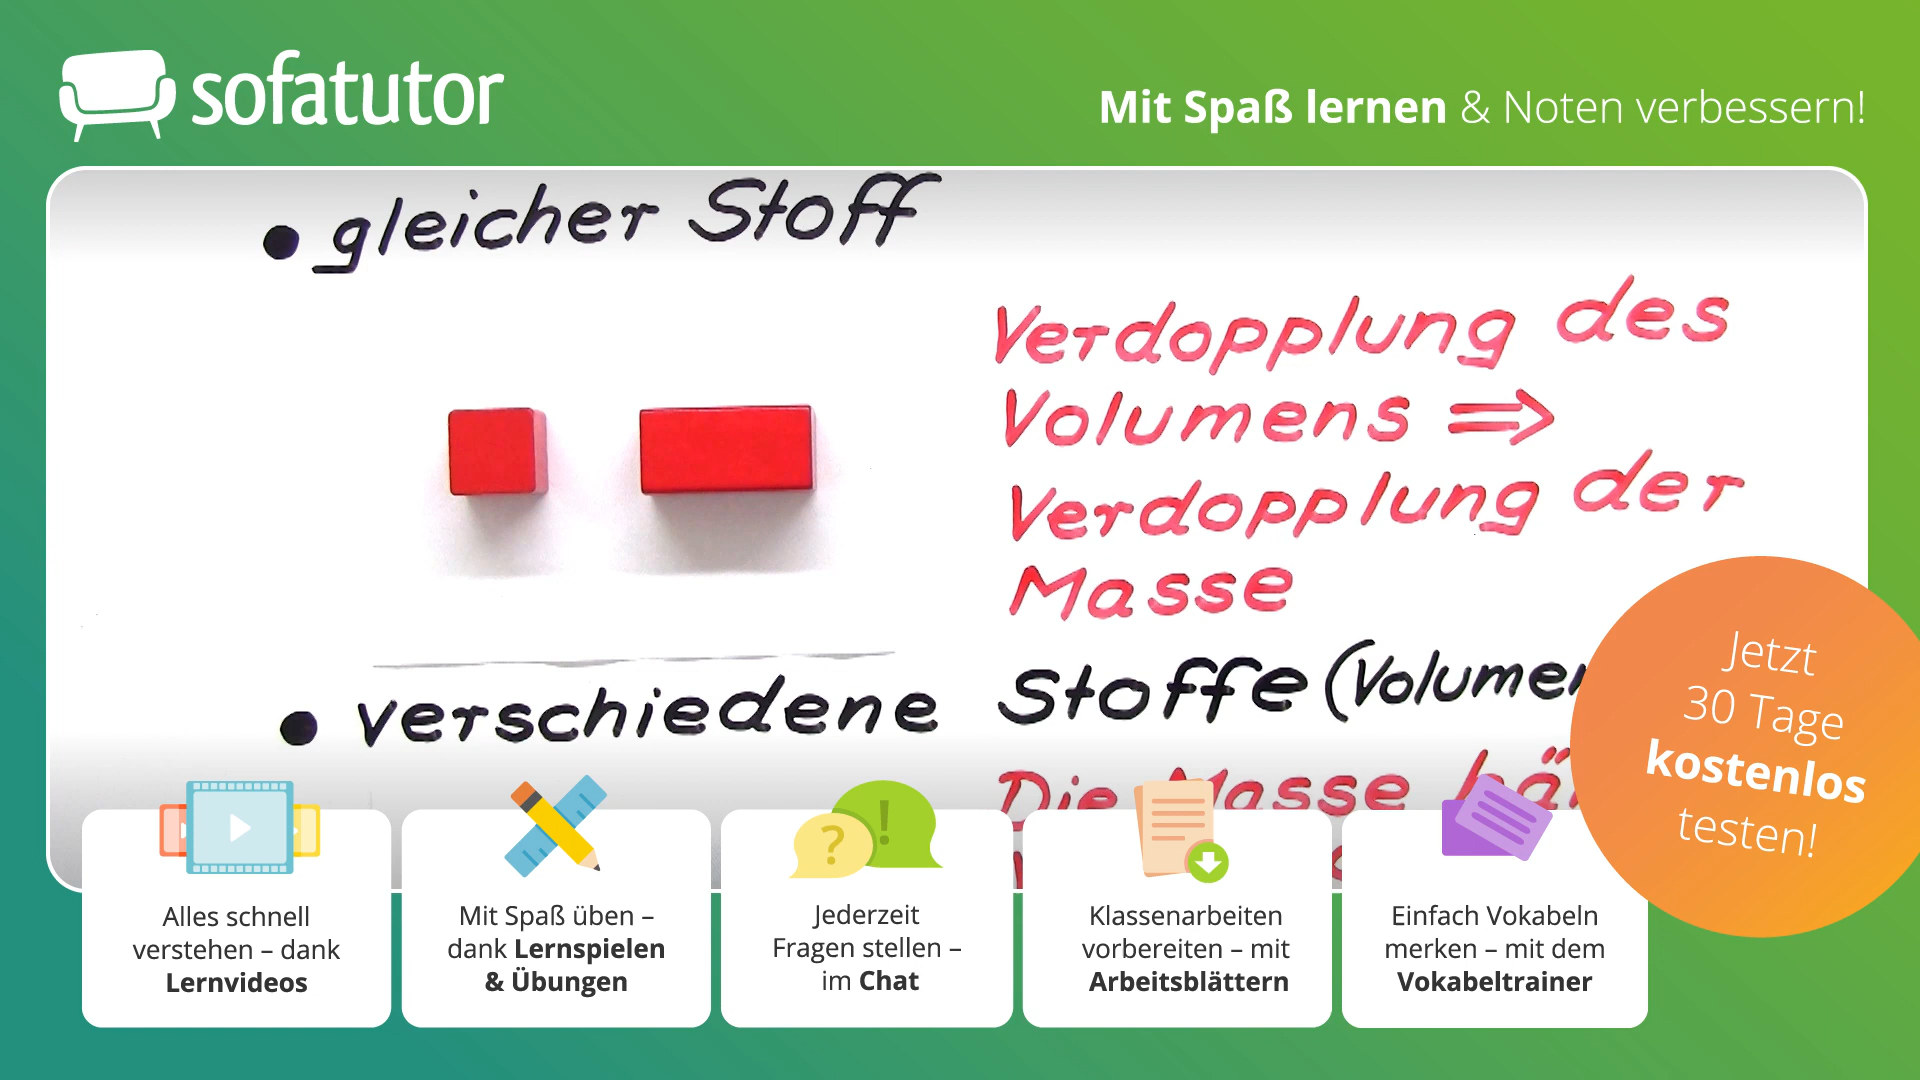 sofatutor
Mit Spaß lernen & Noten verbessern!
• gleicher Stoff
Verdopplung des
Volumens ⇒
Verdopplung der
Masse
• verschiedene Stoffe
Die Masse
Jetzt
30 Tage
kostenlos
testen!
?
!
Alles schnell
verstehen – dank
Lernvideos
Mit Spaß üben –
dank Lernspielen
& Übungen
Jederzeit
Fragen stellen –
im Chat
Klassenarbeiten
vorbereiten – mit
Arbeitsblättern
Einfach Vokabeln
merken – mit dem
Vokabeltrainer